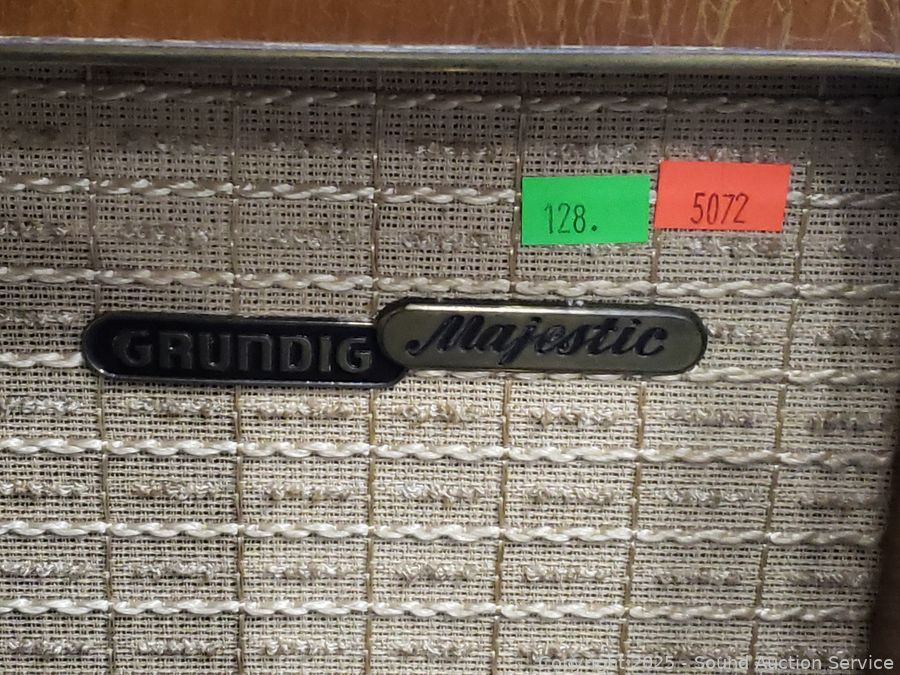 128.
5072
GRUNDIG Majestic
Copyright 2025 - Sound Auction Service